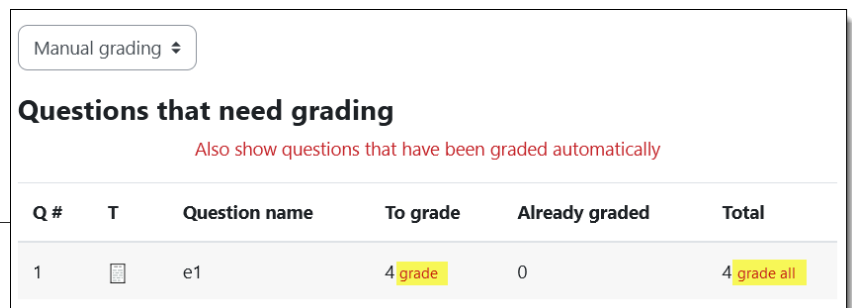 Manual grading
Questions that need grading
Also show questions that have been graded automatically
Q # T Question name To grade Already graded Total
1 e1 4 grade 0 4 grade all